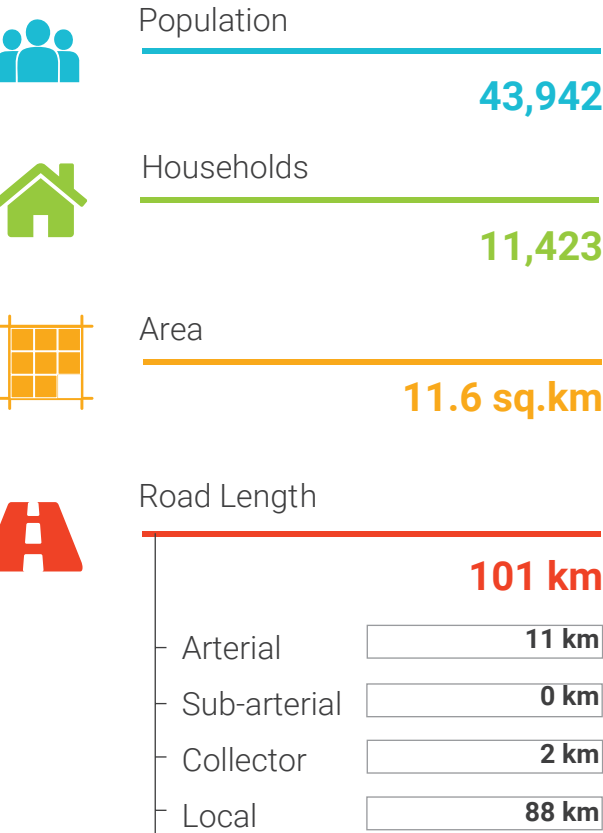 Population
43,942
Households
11,423
Area
11.6 sq.km
Road Length
101 km
Arterial 11 km
Sub-arterial 0 km
Collector 2 km
Local 88 km